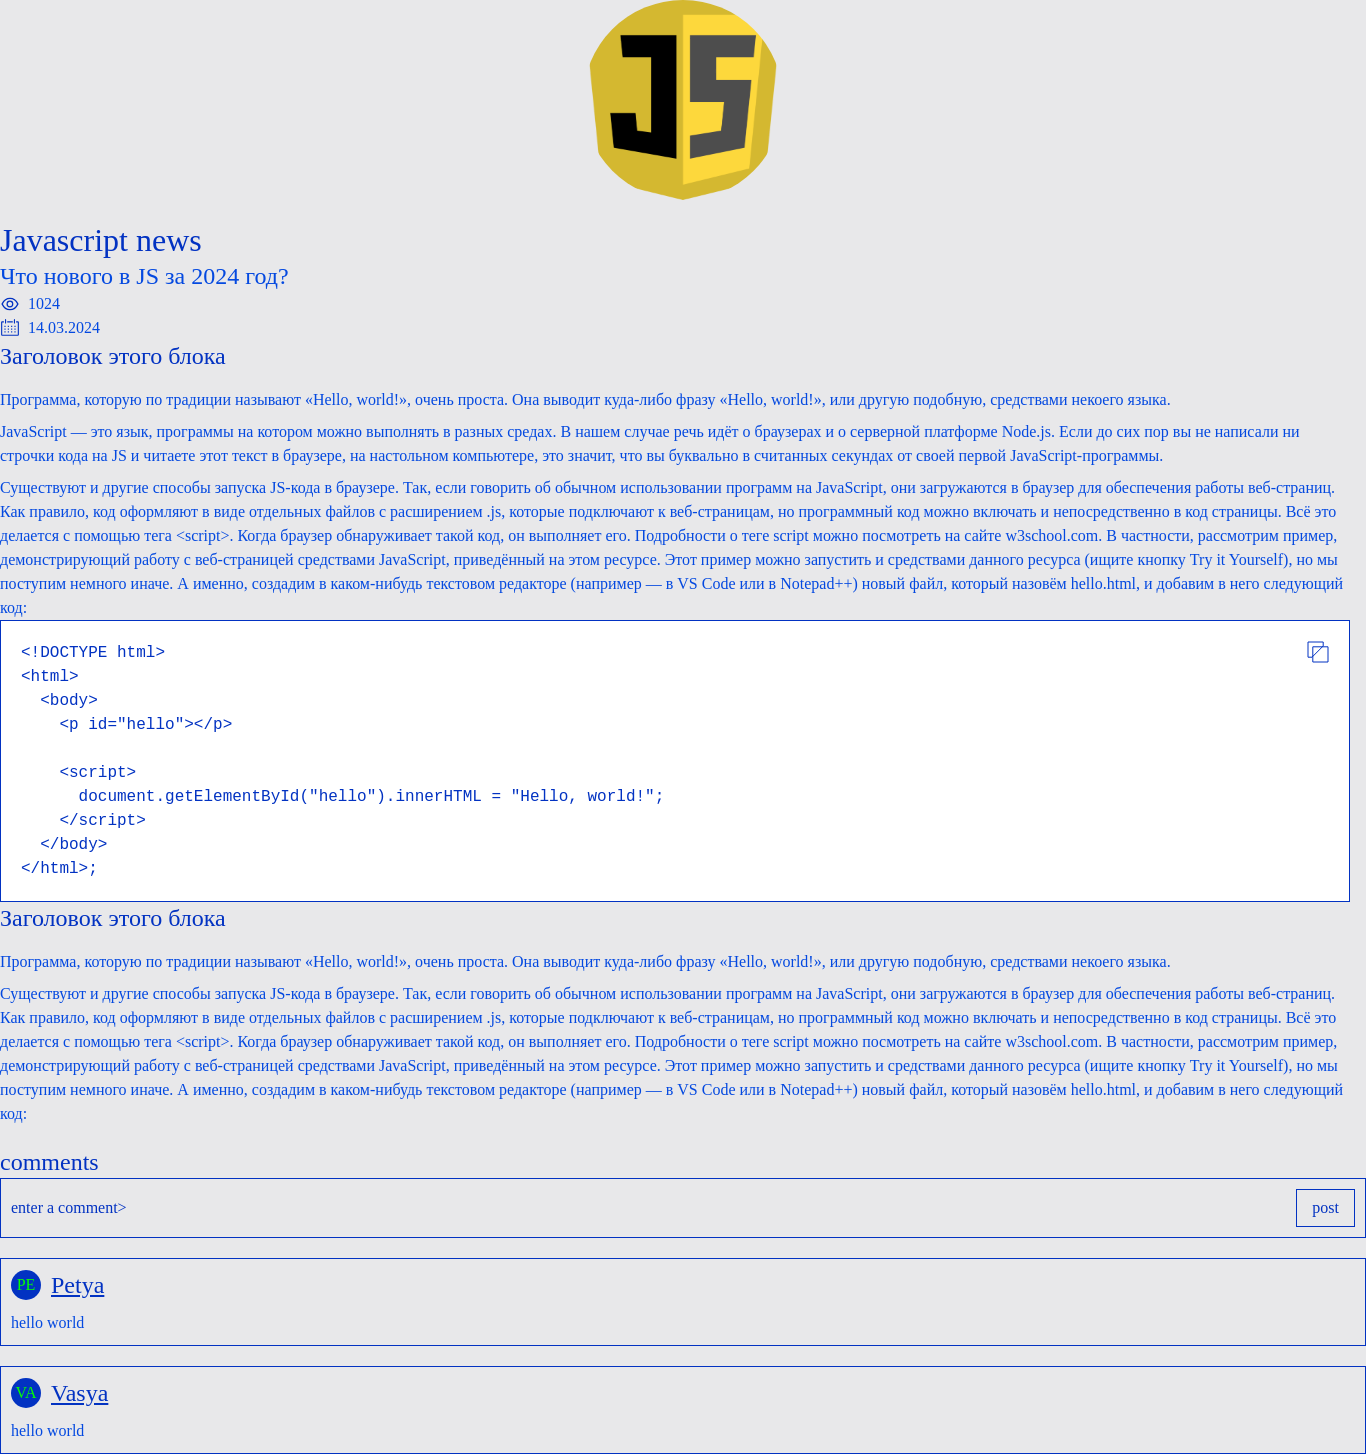 JS
Javascript news
Что нового в JS за 2024 год?
1024
14.03.2024
Заголовок этого блока
Программа, которую по традиции называют «Hello, world!», очень проста. Она выводит куда-либо фразу «Hello, world!», или другую подобную, средствами некоего языка.
JavaScript — это язык, программы на котором можно выполнять в разных средах. В нашем случае речь идёт о браузерах и о серверной платформе Node.js. Если до сих пор вы не написали ни
строчки кода на JS и читаете этот текст в браузере, на настольном компьютере, это значит, что вы буквально в считанных секундах от своей первой JavaScript-программы.
Существуют и другие способы запуска JS-кода в браузере. Так, если говорить об обычном использовании программ на JavaScript, они загружаются в браузер для обеспечения работы веб-страниц.
Как правило, код оформляют в виде отдельных файлов с расширением .js, которые подключают к веб-страницам, но программный код можно включать и непосредственно в код страницы. Всё это
делается с помощью тега <script>. Когда браузер обнаруживает такой код, он выполняет его. Подробности о теге script можно посмотреть на сайте w3school.com. В частности, рассмотрим пример,
демонстрирующий работу с веб-страницей средствами JavaScript, приведённый на этом ресурсе. Этот пример можно запустить и средствами данного ресурса (ищите кнопку Try it Yourself), но мы
поступим немного иначе. А именно, создадим в каком-нибудь текстовом редакторе (например — в VS Code или в Notepad++) новый файл, который назовём hello.html, и добавим в него следующий
код:
<!DOCTYPE html>
<html>
<body>
<p id="hello"></p>
<script>
document.getElementById("hello").innerHTML = "Hello, world!";
</script>
</body>
</html>;
Заголовок этого блока
Программа, которую по традиции называют «Hello, world!», очень проста. Она выводит куда-либо фразу «Hello, world!», или другую подобную, средствами некоего языка.
Существуют и другие способы запуска JS-кода в браузере. Так, если говорить об обычном использовании программ на JavaScript, они загружаются в браузер для обеспечения работы веб-страниц.
Как правило, код оформляют в виде отдельных файлов с расширением .js, которые подключают к веб-страницам, но программный код можно включать и непосредственно в код страницы. Всё это
делается с помощью тега <script>. Когда браузер обнаруживает такой код, он выполняет его. Подробности о теге script можно посмотреть на сайте w3school.com. В частности, рассмотрим пример,
демонстрирующий работу с веб-страницей средствами JavaScript, приведённый на этом ресурсе. Этот пример можно запустить и средствами данного ресурса (ищите кнопку Try it Yourself), но мы
поступим немного иначе. А именно, создадим в каком-нибудь текстовом редакторе (например — в VS Code или в Notepad++) новый файл, который назовём hello.html, и добавим в него следующий
код:
comments
enter a comment> post
PE Petya
hello world
VA Vasya
hello world